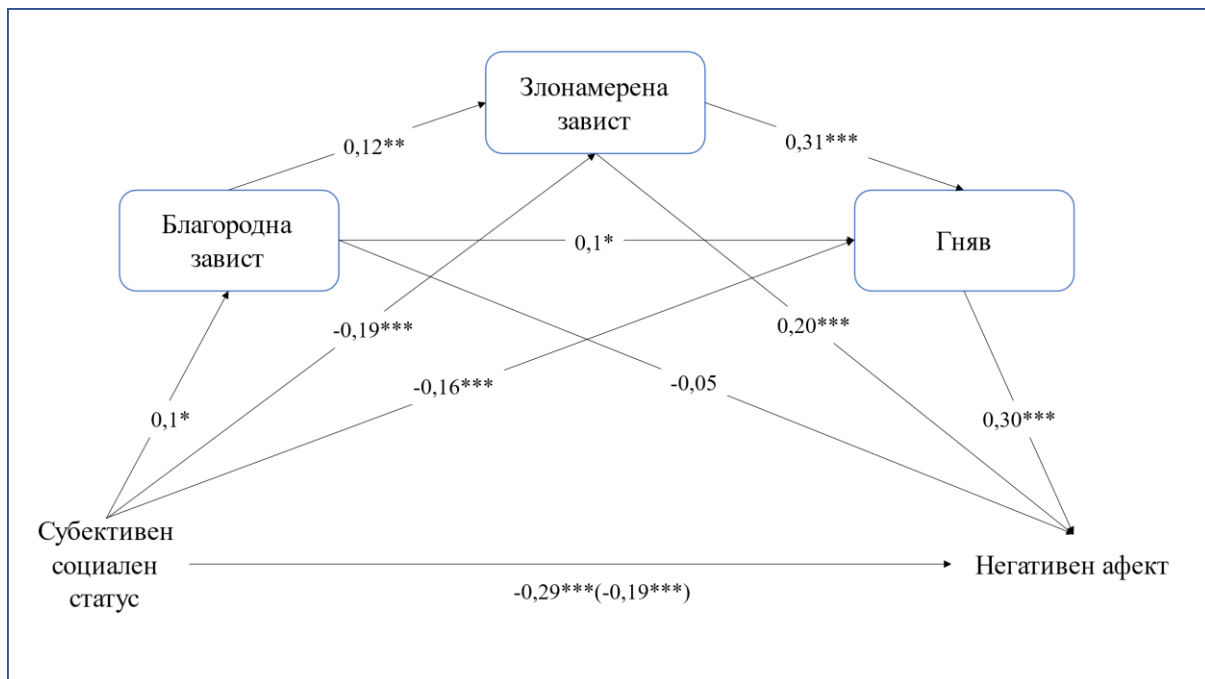 Злонамерена
завист
0,12**
0,31***
Благородна
завист
0,1*
Гняв
-0,19***
0,20***
-0,16***
-0,05
0,1*
0,30***
Субективен
социален
статус
Негативен афект
-0,29***(-0,19***)